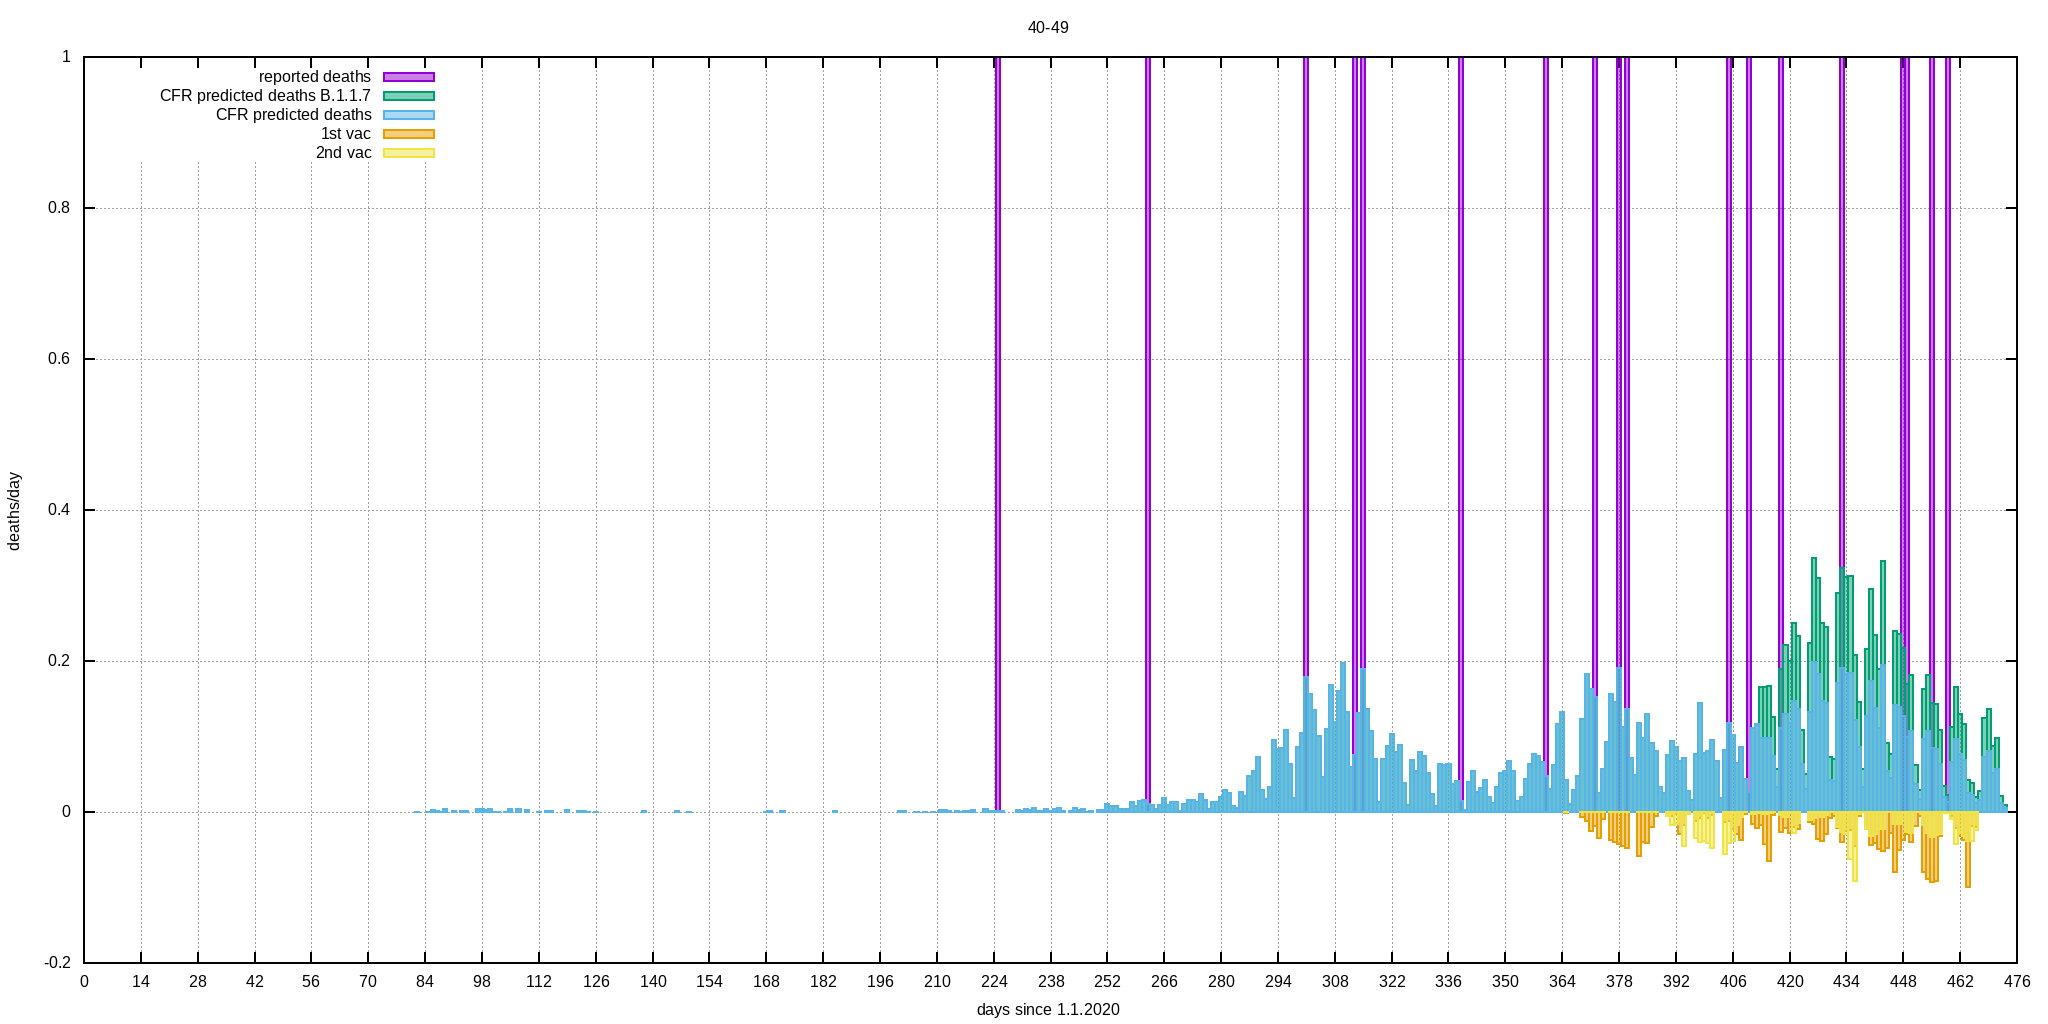 40-49
1
reported deaths
CFR predicted deaths B.1.1.7
CFR predicted deaths
1st vac
2nd vac
0.8
0.6
deaths/day
0.4
0.2
0
-0.2
0 14 28 42 56 70 84 98 112 126 140 154 168 182 196 210 224 238 252 266 280 294 308 322 336 350 364 378 392 406 420 434 448 462 476
days since 1.1.2020